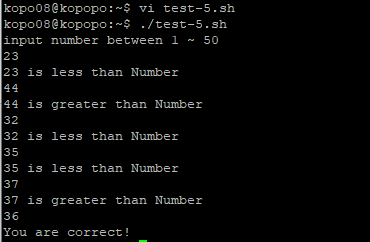 kopo08@kopopo:~$ vi test-5.sh
kopo08@kopopo:~$ ./test-5.sh
input number between 1 ~ 50
23
23 is less than Number
44
44 is greater than Number
32
32 is less than Number
35
35 is less than Number
37
37 is greater than Number
36
You are correct!